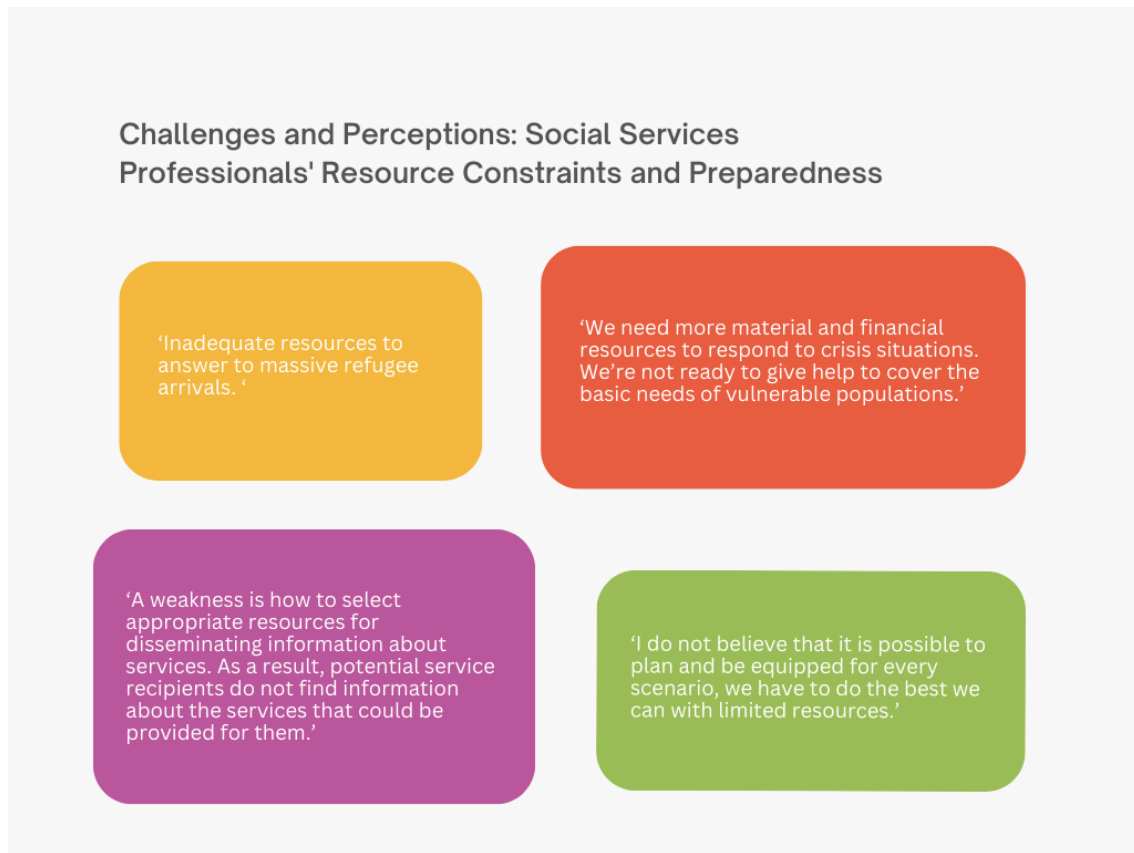 Challenges and Perceptions: Social Services
Professionals' Resource Constraints and Preparedness
‘Inadequate resources to
answer to massive refugee
arrivals. ‘
‘We need more material and financial
resources to respond to crisis situations.
We’re not ready to give help to cover the
basic needs of vulnerable populations.’
‘A weakness is how to select
appropriate resources for
disseminating information about
services. As a result, potential service
recipients do not find information
about the services that could be
provided for them.’
‘I do not believe that it is possible to
plan and be equipped for every
scenario, we have to do the best we
can with limited resources.’